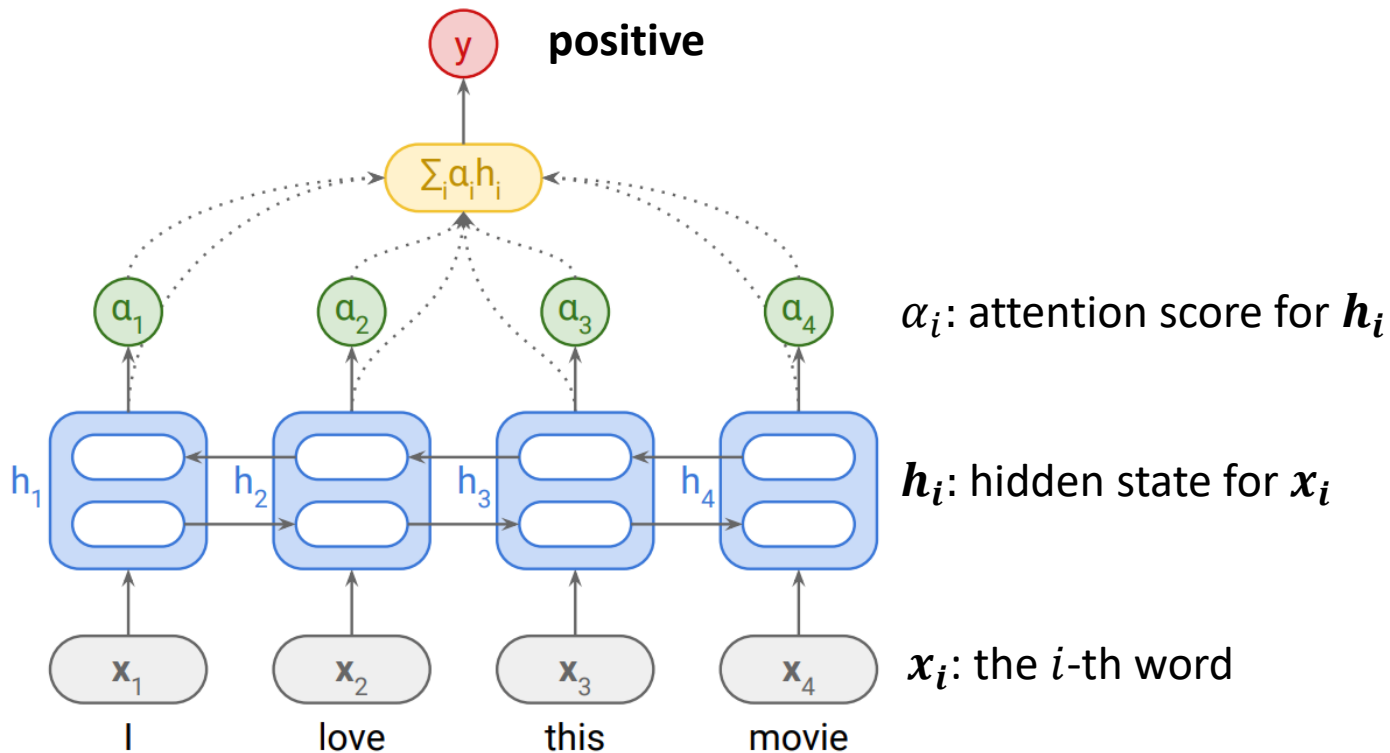 y positive
∑ᵢαᵢhᵢ
α₁ α₂ α₃ α₄ αᵢ: attention score for hᵢ
h₁ h₂ h₃ h₄ hᵢ: hidden state for xᵢ
x₁ x₂ x₃ x₄ xᵢ: the i-th word
I love this movie